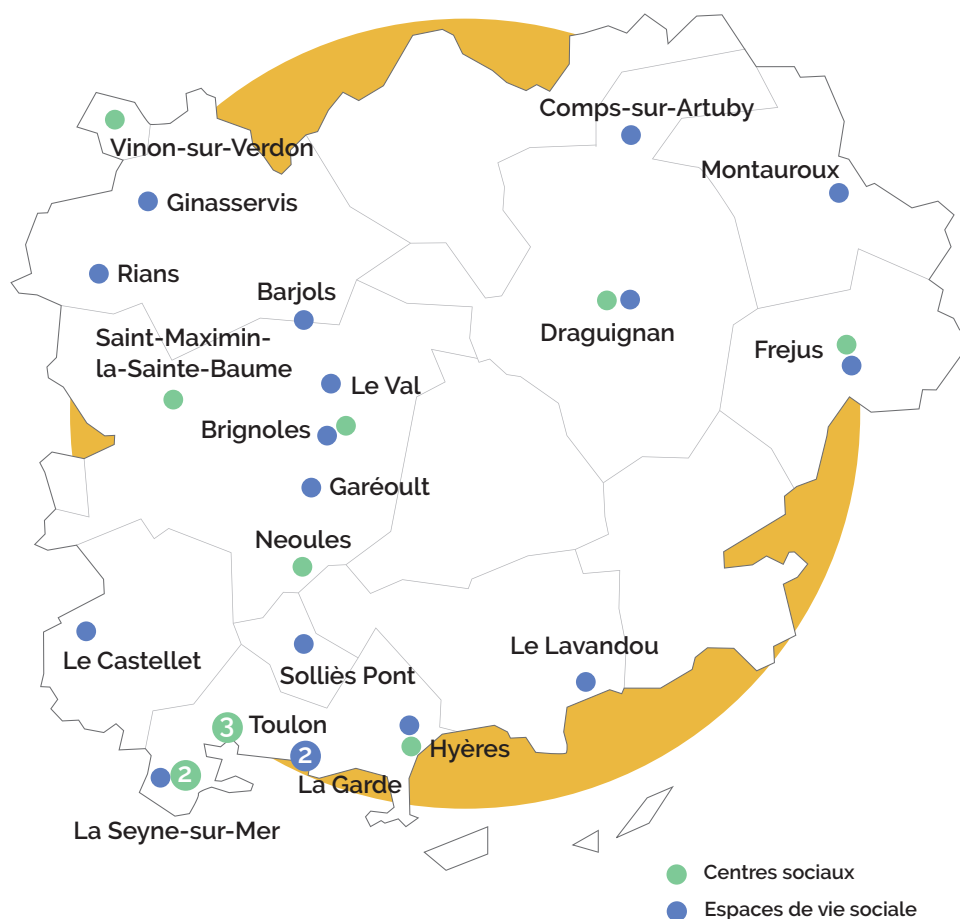 Comps-sur-Artuby
Vinon-sur-Verdon
Montauroux
Ginasservis
Rians
Barjols
Saint-Maximin-
la-Sainte-Baume
Draguignan
Frejus
Le Val
Brignoles
Garéoult
Neoules
Le Castellet
Solliès Pont
Le Lavandou
3
Toulon
2
Hyères
La Garde
2
La Seyne-sur-Mer
Centres sociaux
Espaces de vie sociale